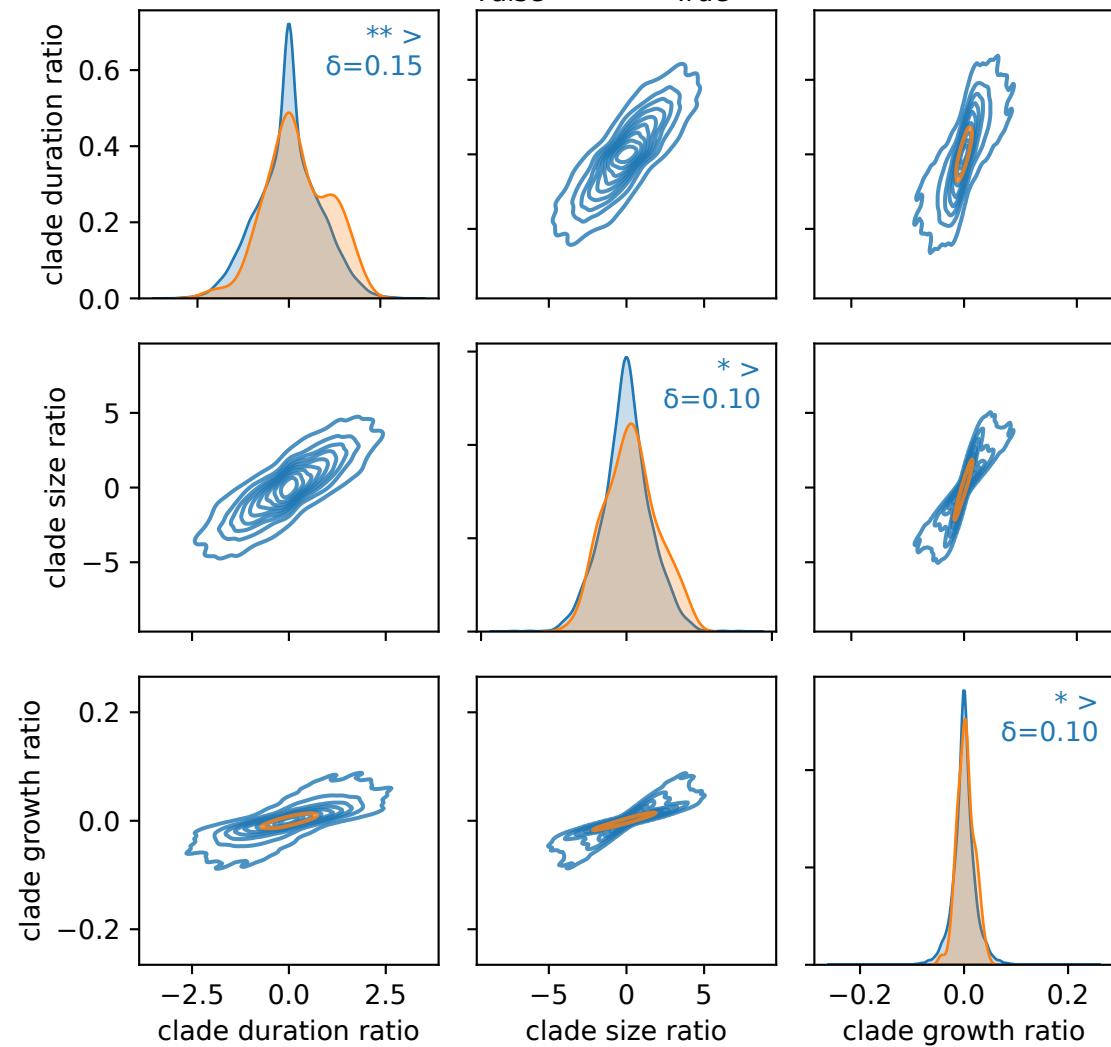 ** >
δ=0.15
clade duration ratio
0.6
0.4
0.2
0.0
* >
δ=0.10
clade size ratio
5
0
−5
* >
δ=0.10
clade growth ratio
0.2
0.0
−0.2
−2.5 0.0 2.5
−5 0 5
−0.2 0.0 0.2
clade duration ratio
clade size ratio
clade growth ratio